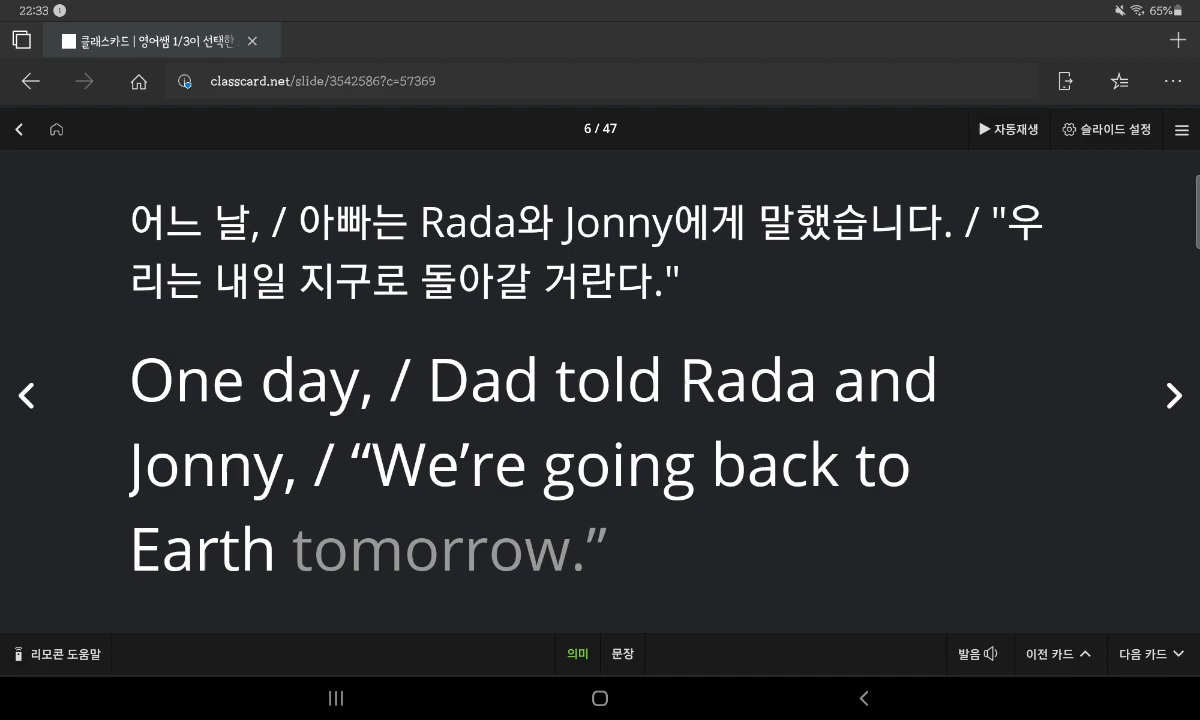 22:33 1 65%
클래스카드 | 영어쌤 1/3이 선택한
classcard.net/slide/3542586?c=57369
6 / 47 자동재생 슬라이드 설정
어느 날, / 아빠는 Rada와 Jonny에게 말했습니다. / "우
리는 내일 지구로 돌아갈 거란다."
One day, / Dad told Rada and
Jonny, / “We’re going back to
Earth tomorrow.”
리모콘 도움말 의미 문장 발음 이전 카드 다음 카드